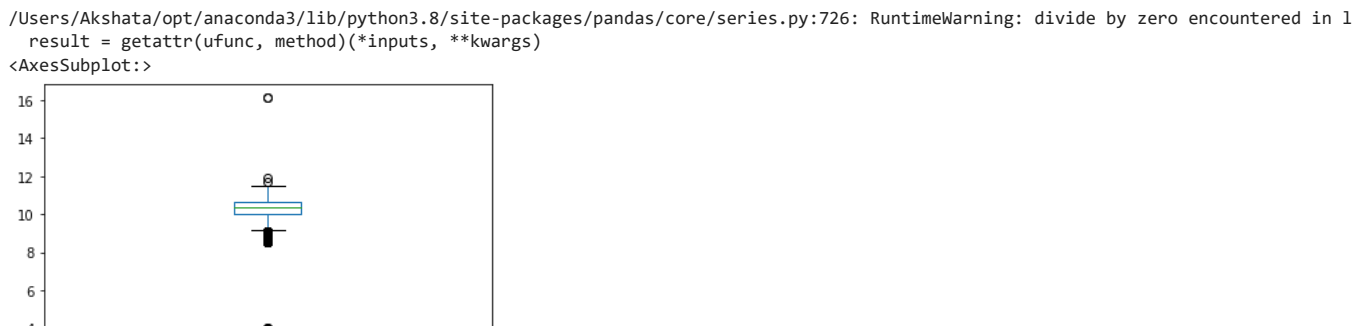 /Users/Akshata/opt/anaconda3/lib/python3.8/site-packages/pandas/core/series.py:726: RuntimeWarning: divide by zero encountered in l
result = getattr(ufunc, method)(*inputs, **kwargs)
<AxesSubplot:>
16
14
12
10
8
6